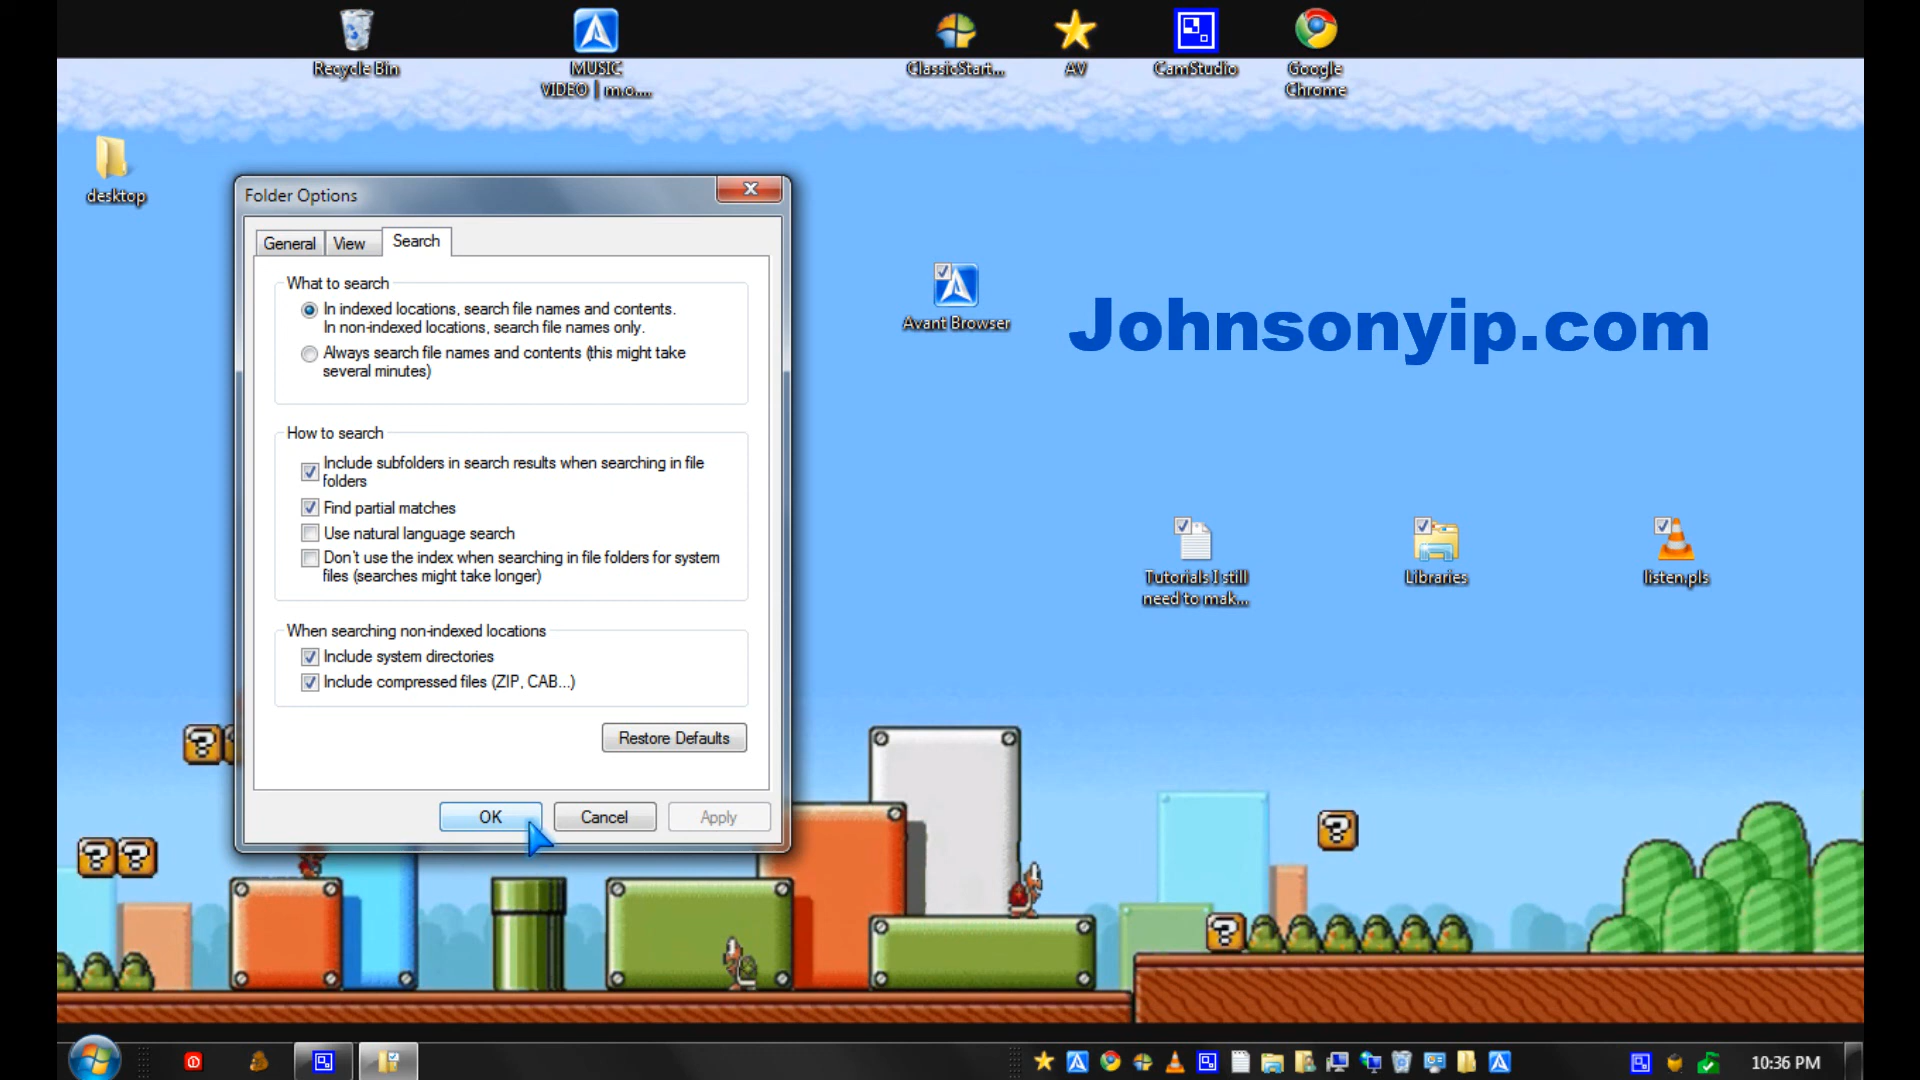 Recycle Bin
MUSIC
VIDEO | m.o....
ClassicStart...
AV
CamStudio
Google
Chrome
desktop
Folder Options
General
View
Search
What to search
In indexed locations, search file names and contents.
In non-indexed locations, search file names only.
Always search file names and contents (this might take
several minutes)
How to search
Include subfolders in search results when searching in file
folders
Find partial matches
Use natural language search
Don't use the index when searching in file folders for system
files (searches might take longer)
When searching non-indexed locations
Include system directories
Include compressed files (ZIP, CAB...)
Restore Defaults
OK
Cancel
Apply
Avant Browser
Johnsonyip.com
Tutorials I still
need to mak...
Libraries
listen.pls
10:36 PM